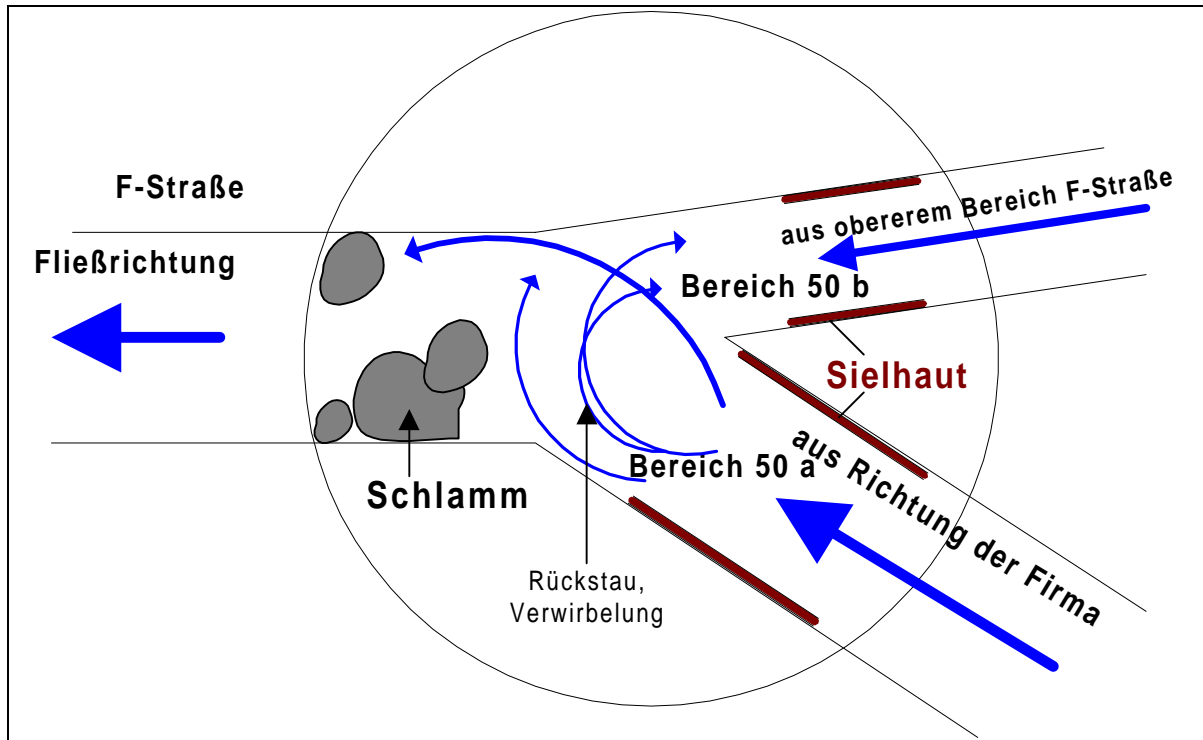 F-Straße
Fließrichtung
aus obererem Bereich F-Straße
Bereich 50 b
Sielhaut
Bereich 50 a
aus Richtung der Firma
Schlamm
Rückstau,
Verwirbelung